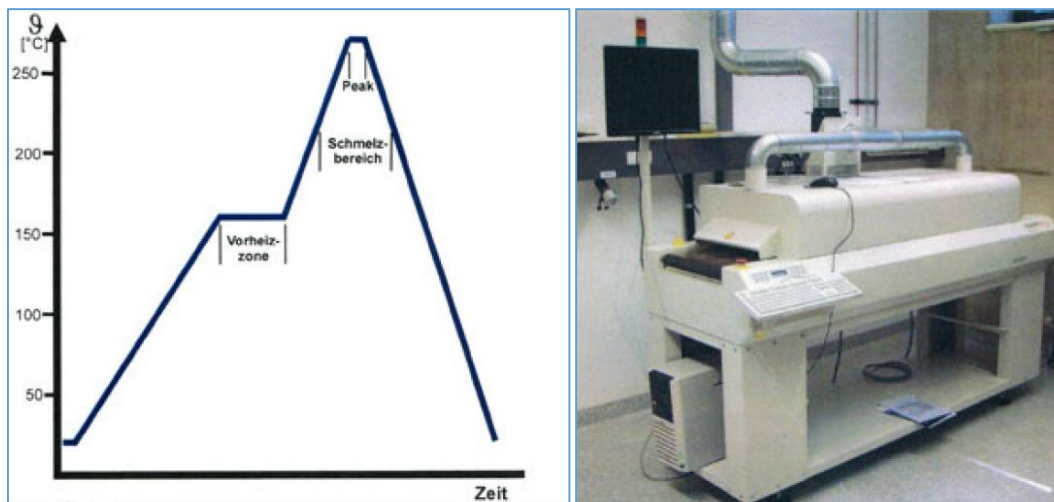 ϑ
[°C]
250
200
150
100
50
Peak
Schmelz-
bereich
Vorheiz-
zone
Zeit